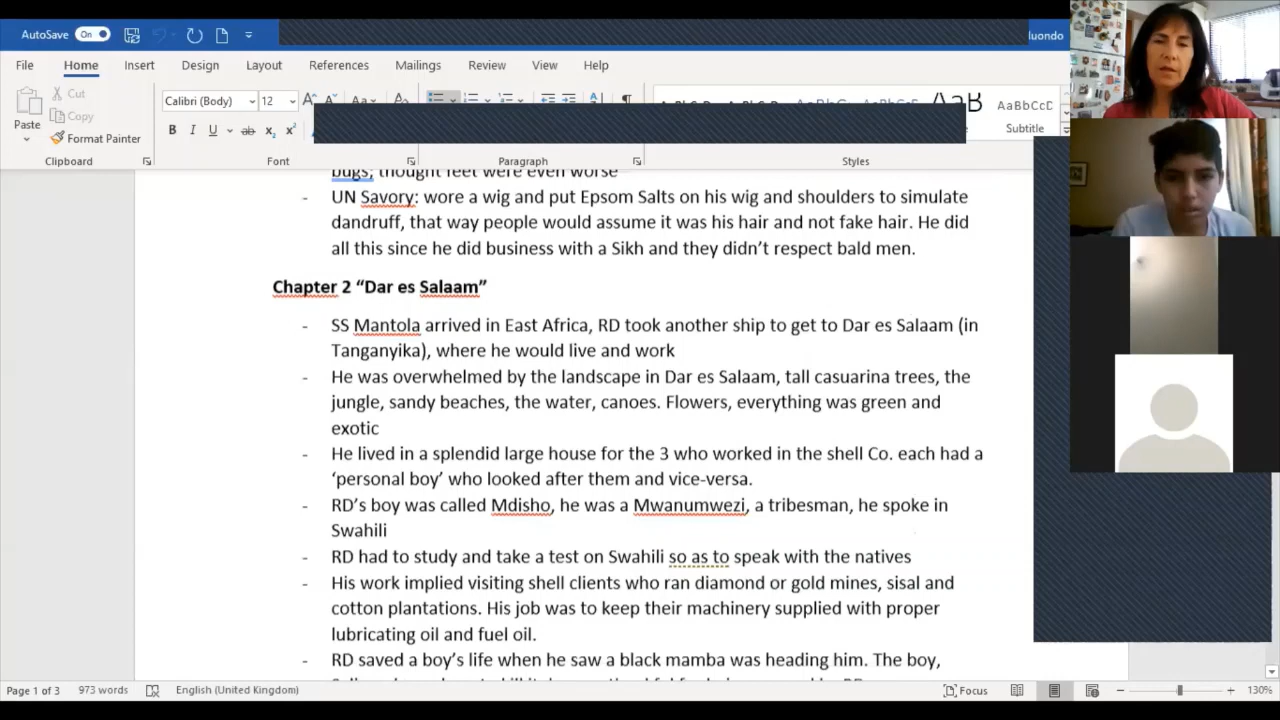 AutoSave On
luondo
File Home Insert Design Layout References Mailings Review View Help
Cut
Calibri (Body) 12
AaBbCcD
Paste Copy
Format Painter
Subtitle
Clipboard Font Paragraph Styles
bugs; thought feet were even worse
- UN Savory: wore a wig and put Epsom Salts on his wig and shoulders to simulate
dandruff, that way people would assume it was his hair and not fake hair. He did
all this since he did business with a Sikh and they didn't respect bald men.
Chapter 2 “Dar es Salaam”
- SS Mantola arrived in East Africa, RD took another ship to get to Dar es Salaam (in
Tanganyika), where he would live and work
- He was overwhelmed by the landscape in Dar es Salaam, tall casuarina trees, the
jungle, sandy beaches, the water, canoes. Flowers, everything was green and
exotic
- He lived in a splendid large house for the 3 who worked in the shell Co. each had a
‘personal boy’ who looked after them and vice-versa.
- RD’s boy was called Mdisho, he was a Mwanumwezi, a tribesman, he spoke in
Swahili
- RD had to study and take a test on Swahili so as to speak with the natives
- His work implied visiting shell clients who ran diamond or gold mines, sisal and
cotton plantations. His job was to keep their machinery supplied with proper
lubricating oil and fuel oil.
- RD saved a boy’s life when he saw a black mamba was heading him. The boy,
Page 1 of 3 973 words English (United Kingdom) Focus 130%